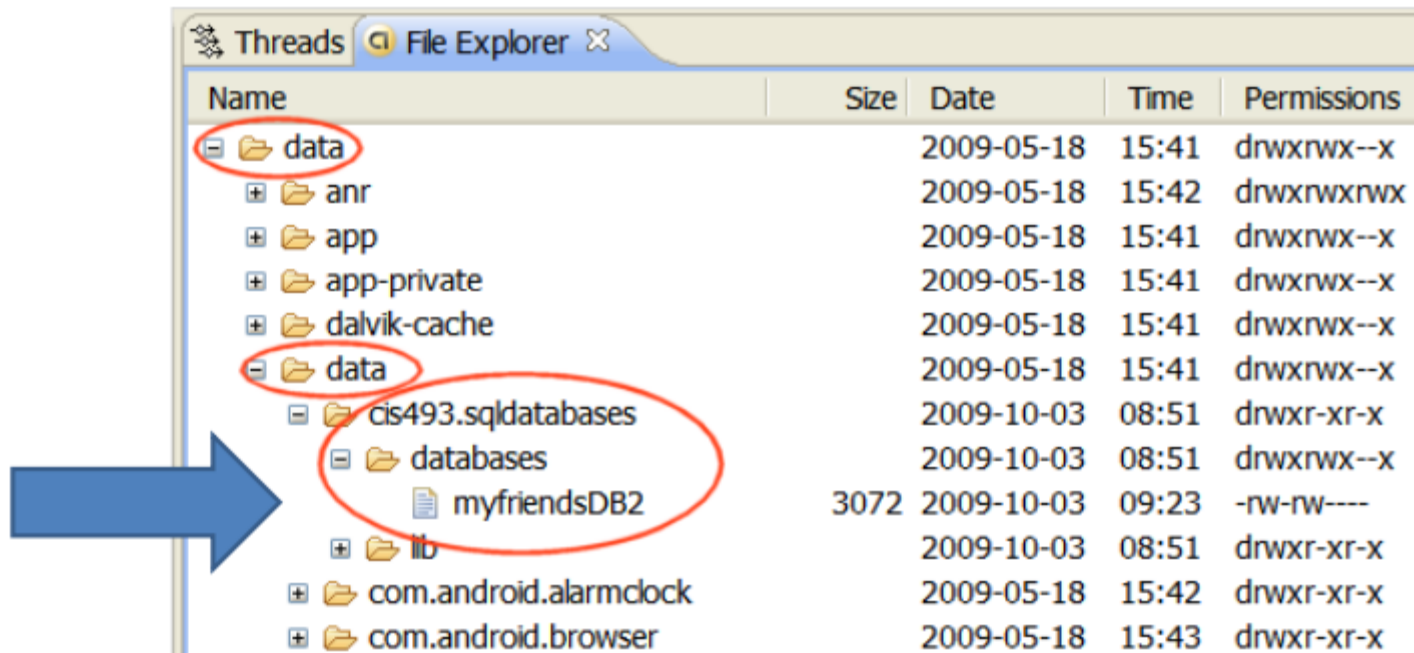 Threads File Explorer
Name Size Date Time Permissions
data 2009-05-18 15:41 drwxrwx--x
anr 2009-05-18 15:42 drwxrwxrwx
app 2009-05-18 15:41 drwxrwx--x
app-private 2009-05-18 15:41 drwxrwx--x
dalvik-cache 2009-05-18 15:41 drwxrwx--x
data 2009-05-18 15:41 drwxrwx--x
cis493.sqldatabases 2009-10-03 08:51 drwxr-xr-x
databases 2009-10-03 08:51 drwxrwx--x
myfriendsDB2 3072 2009-10-03 09:23 -rw-rw----
lib 2009-10-03 08:51 drwxr-xr-x
com.android.alarmclock 2009-05-18 15:42 drwxr-xr-x
com.android.browser 2009-05-18 15:43 drwxr-xr-x